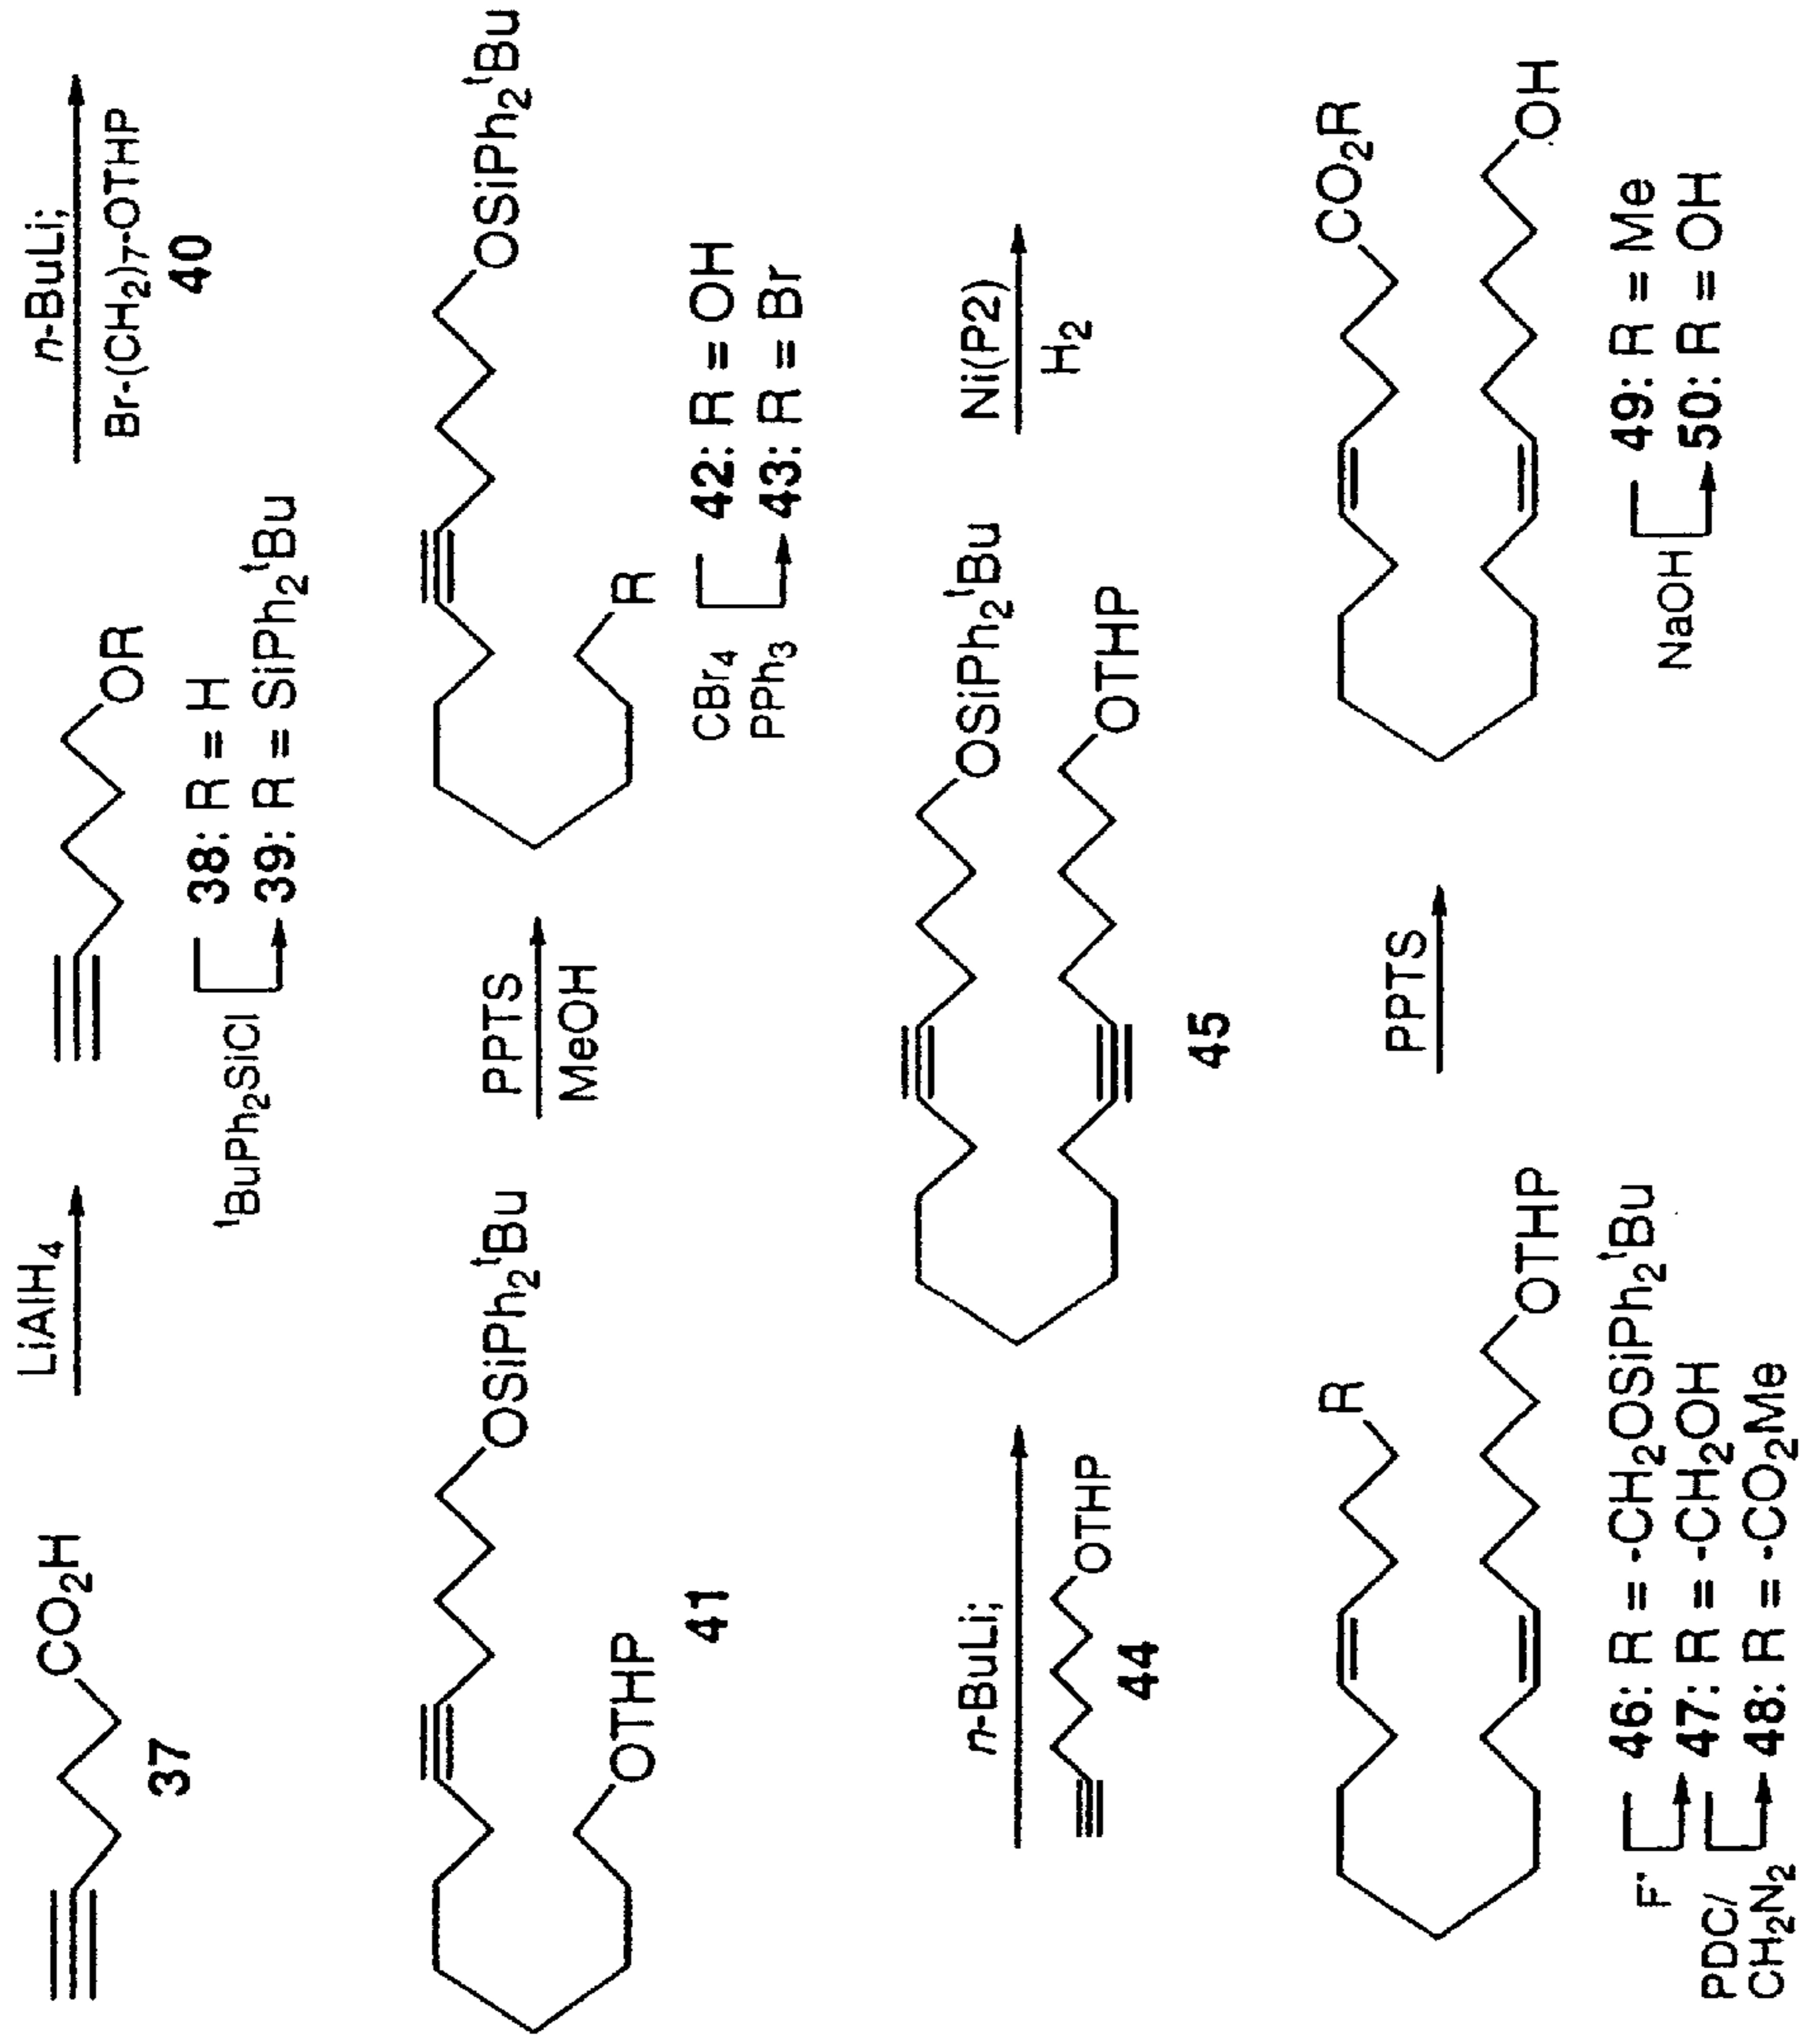 CO2H
37
LiAlH4
OR
38: R = H
39: R = SiPh2tBu
tBuPh2SiCl
n-BuLi;
Br-(CH2)7-OTHP
40
OSiPh2tBu
OTHP
41
PPTS
MeOH
OSiPh2tBu
R
42: R = OH
43: R = Br
CBr4
PPh3
n-BuLi;
OTHP
44
OSiPh2tBu
OTHP
45
Ni(P2)
H2
R
OTHP
46: R = -CH2OSiPh2tBu
47: R = -CH2OH
48: R = -CO2Me
F-
PDC/
CH2N2
PPTS
CO2R
OH
49: R = Me
50: R = OH
NaOH